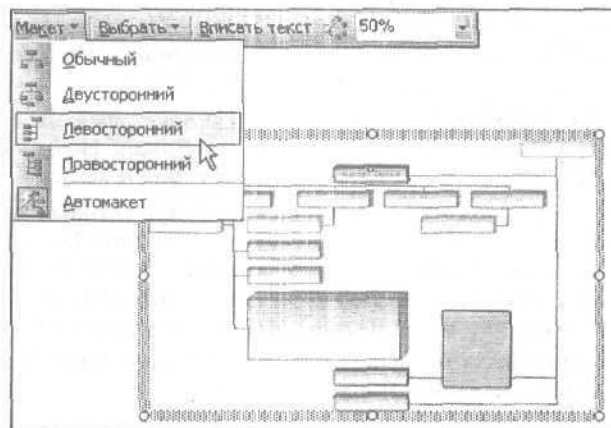 Макет Выбрать Вписать текст 50%
Обычный
Двусторонний
Левосторонний
Правосторонний
Автомакет